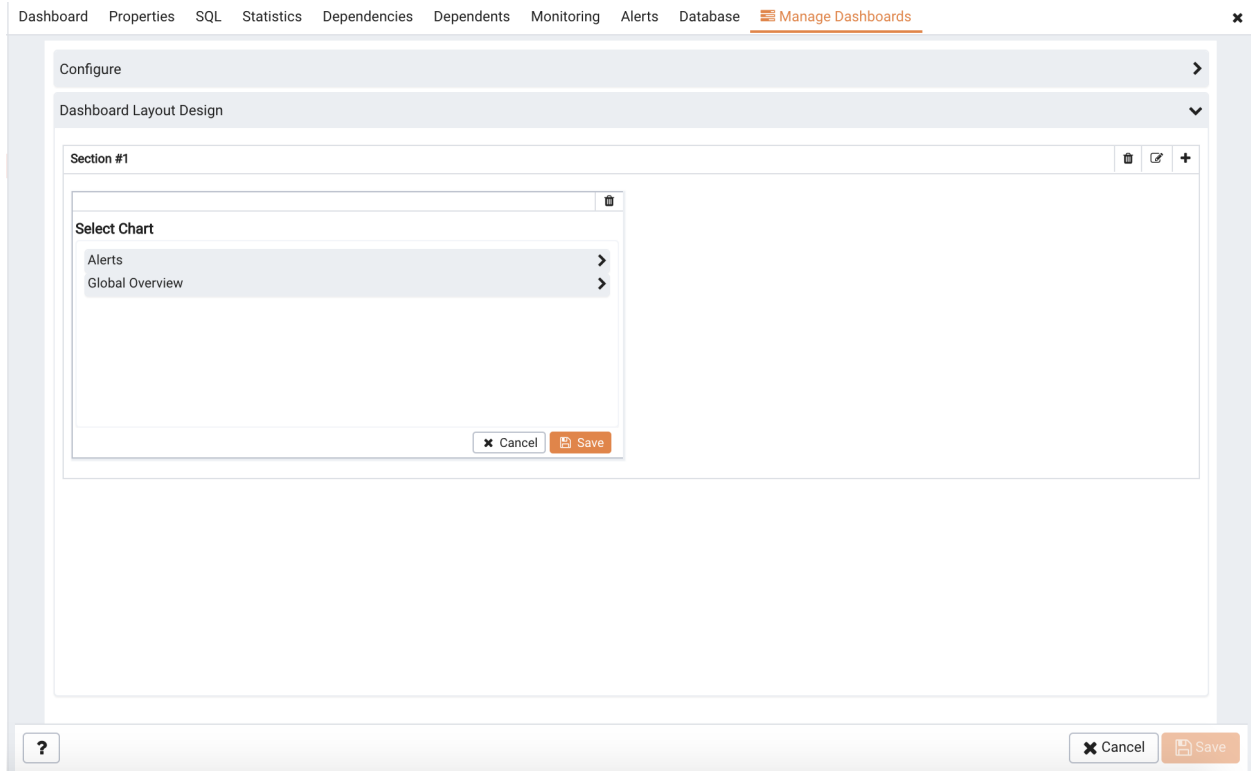 Dashboard Properties SQL Statistics Dependencies Dependents Monitoring Alerts Database Manage Dashboards
Configure
Dashboard Layout Design
Section #1
Select Chart
Alerts
Global Overview
Cancel Save
? Cancel Save